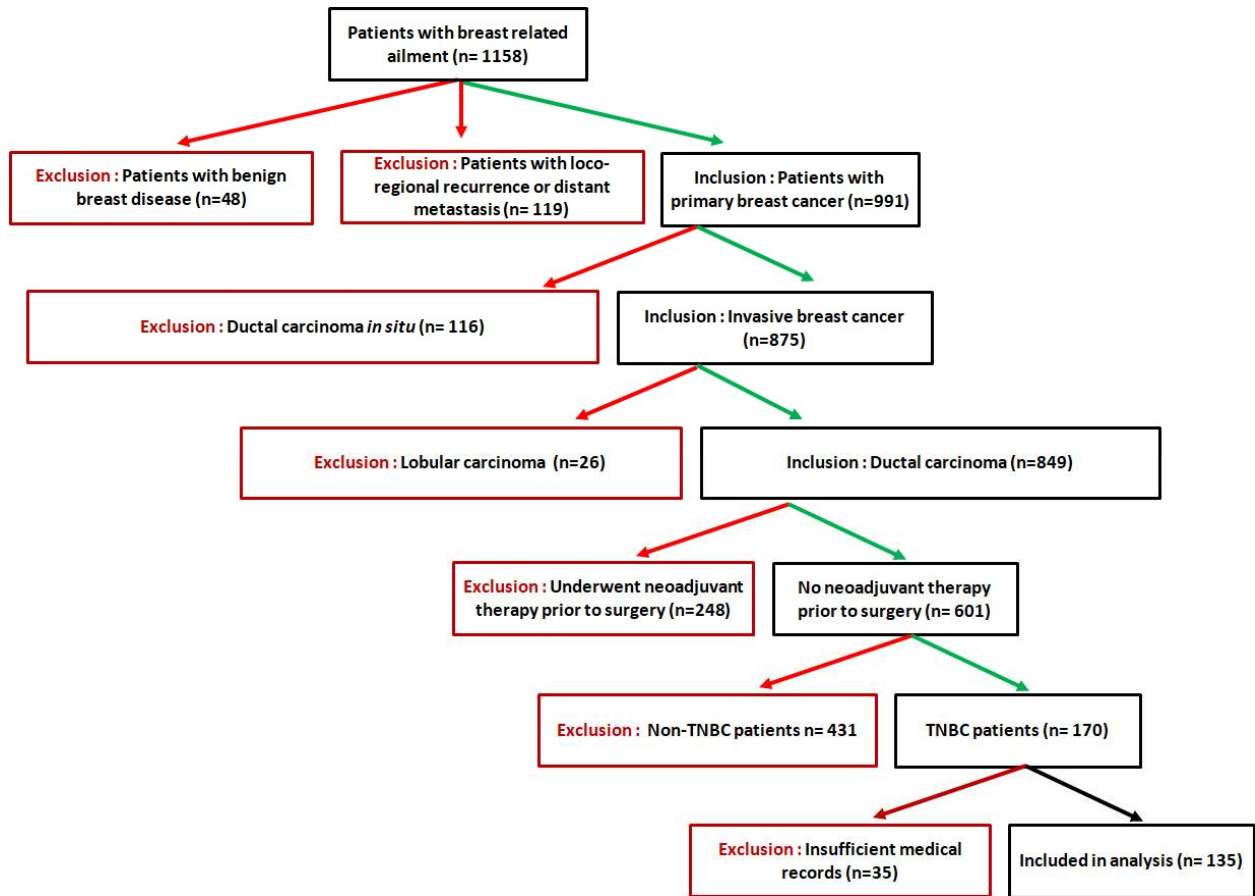 Patients with breast related
ailment (n= 1158)
Exclusion : Patients with benign
breast disease (n=48)
Exclusion : Patients with loco-
regional recurrence or distant
metastasis (n= 119)
Inclusion : Patients with
primary breast cancer (n=991)
Exclusion : Ductal carcinoma in situ (n= 116)
Inclusion : Invasive breast cancer
(n=875)
Exclusion : Lobular carcinoma (n=26)
Inclusion : Ductal carcinoma (n=849)
Exclusion : Underwent neoadjuvant
therapy prior to surgery (n=248)
No neoadjuvant therapy
prior to surgery (n= 601)
Exclusion : Non-TNBC patients n= 431
TNBC patients (n= 170)
Exclusion : Insufficient medical
records (n=35)
Included in analysis (n= 135)